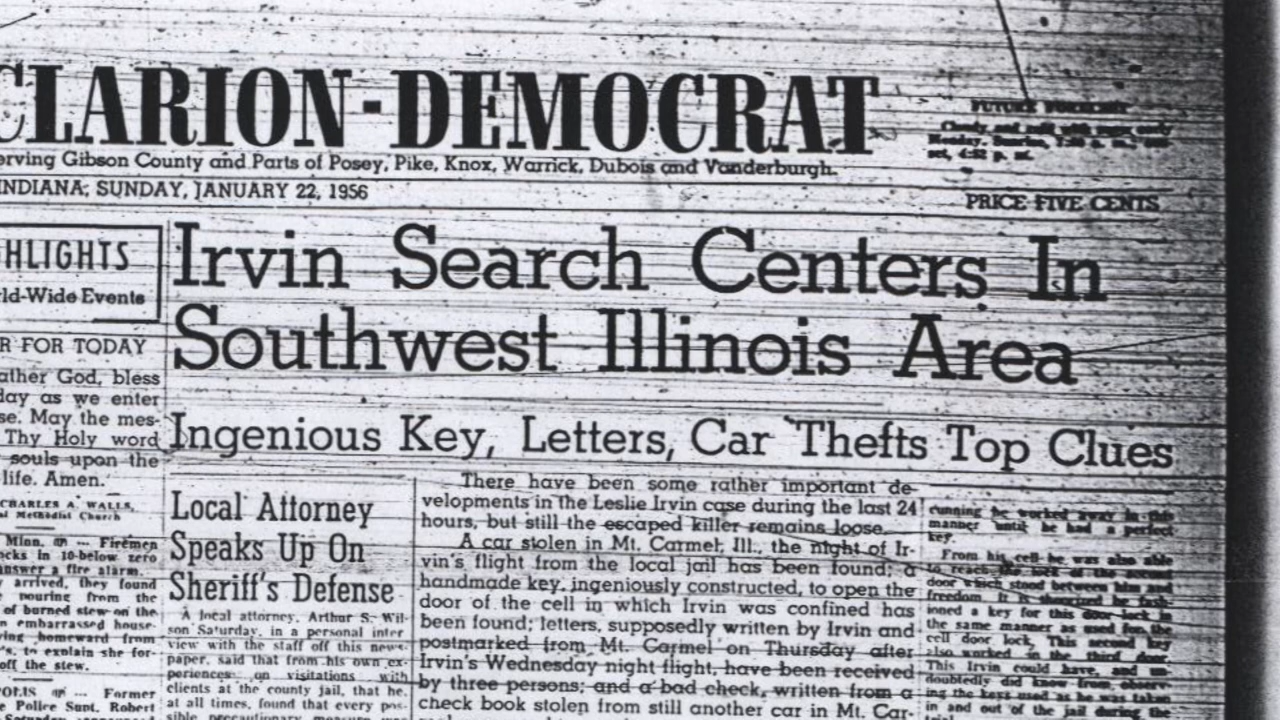 CLARION-DEMOCRAT
erving Gibson County and Parts of Posey, Pike, Knox, Warrick, Dubois and Vanderburgh.
INDIANA, SUNDAY, JANUARY 22, 1956
FUTURE FORECAST
Cloudy and cold with
Monday. Sunrise,
set, 4:52 p. m.
PRICE FIVE CENTS
HLIGHTS
ld-Wide Events
R FOR TODAY
ather God, bless
day as we enter
se. May the mes-
Thy Holy word
souls upon the
life. Amen.
CHARLES A. WALLS,
Methodist Church
Minn. — Firemen
cks in 10-below zero
answer a fire alarm.
arrived, they found
pouring from the
of burned stew on the
n embarrassed house-
ving homeward from
's, to explain she for-
off the stew.
POLIS — Former
e Police Supt. Robert
Irvin Search Centers In
Southwest Illinois Area
Ingenious Key, Letters, Car Thefts Top Clues
Local Attorney
Speaks Up On
Sheriff's Defense
A local attorney, Arthur S. Wil-
son Saturday, in a personal inter
view with the staff off this news-
paper, said that from his own ex-
periences on visitations with
clients at the county jail, that he,
at all times, found that every pos-
sible precautionary measure was
There have been some rather important de-
velopments in the Leslie Irvin case during the last 24
hours, but still the escaped killer remains loose.
A car stolen in Mt. Carmel, Ill., the night of Ir-
vin's flight from the local jail has been found; a
handmade key, ingeniously constructed, to open the
door of the cell in which Irvin was confined has
been found; letters, supposedly written by Irvin and
postmarked from Mt. Carmel on Thursday after
Irvin's Wednesday night flight, have been received
by three persons; and a bad check, written from a
check book stolen from still another car in Mt. Car-
cunning he worked away in this
manner until he had a perfect
key.
From his cell he was also able
to reach the lock of the second
door which stood between him and
freedom. It is he fash-
ioned a key for this door lock in
the same manner as used for the
cell door lock. This second key
also worked in the third door.
This Irvin could have, and un-
doubtedly did know from observ-
ing the keys used as he was taken
in and out of the jail during the